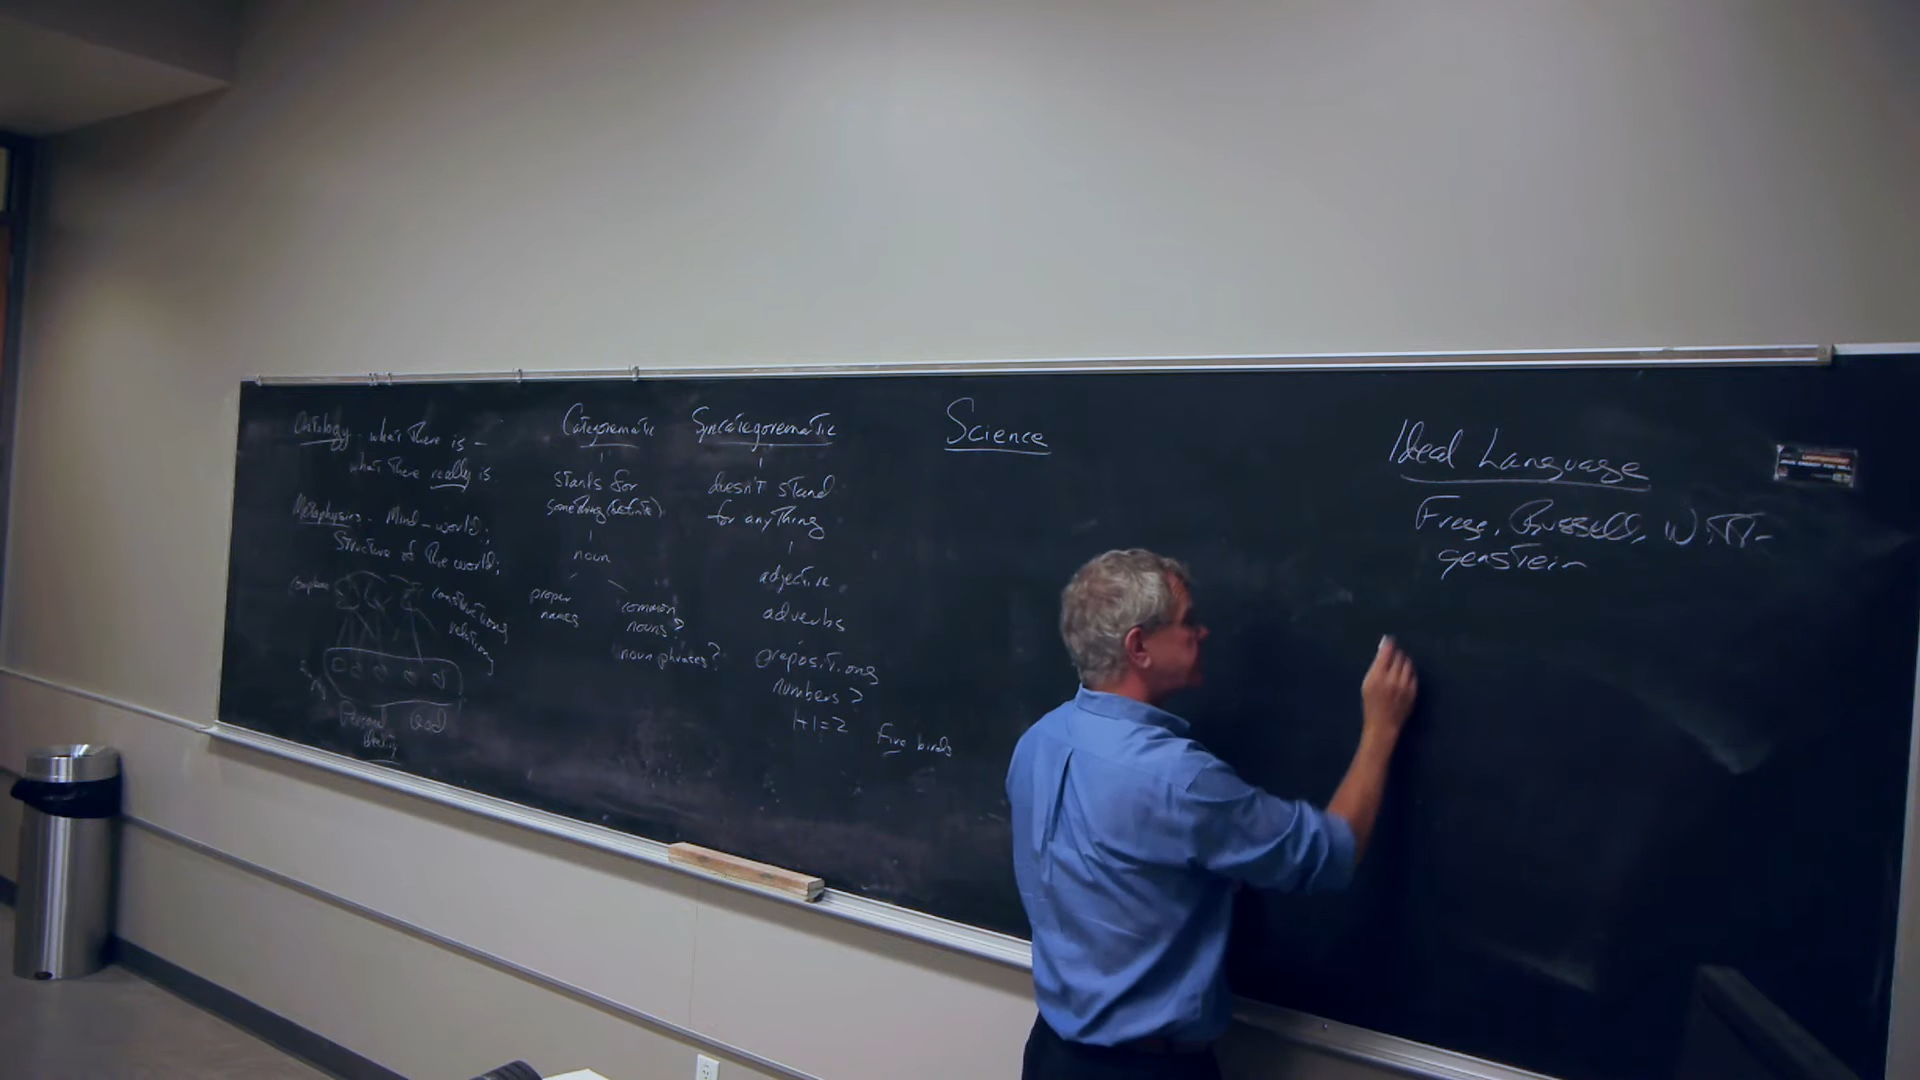 Ontology - what there is -
what there really is.
Metaphysics - Mind-world;
Structure of the world;
constructions
relations
Personal God
identity
Categorematic
stands for
something (definite)
noun
proper
names
common
nouns?
noun phrases?
Syncategorematic
doesn't stand
for anything
adjective
adverbs
prepositions
numbers?
1+1=2
Five birds
Science
Ideal Language
Frege, Russell, Witt-
genstein